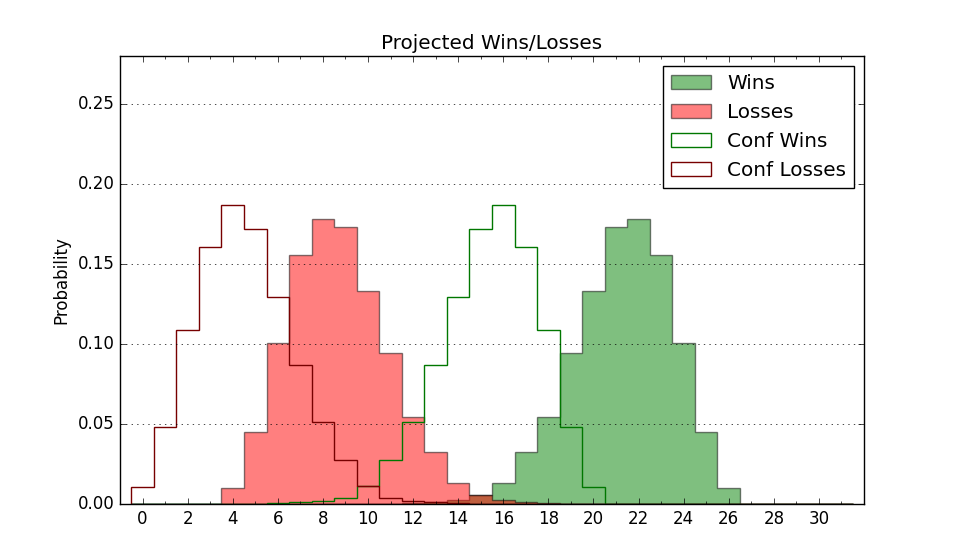 Projected Wins/Losses
Wins
Losses
Conf Wins
Conf Losses
Probability
0.25
0.20
0.15
0.10
0.05
0.00
0 2 4 6 8 10 12 14 16 18 20 22 24 26 28 30